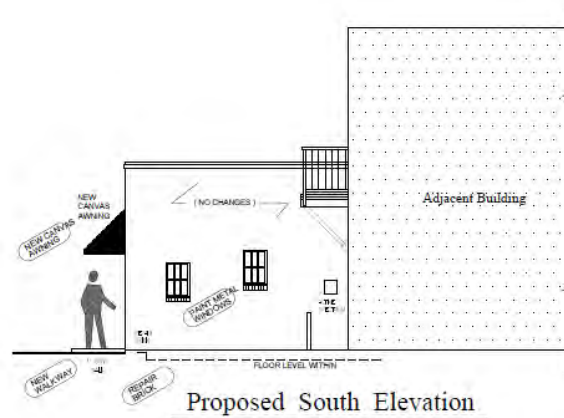 NEW
CANVAS
AWNING
( NO CHANGES )
Adjacent Building
NEW CANVAS
AWNING
PAINT METAL
WINDOWS
FLOOR LEVEL WITHIN
NEW
WALKWAY
REPAIR
BRICK
Proposed South Elevation